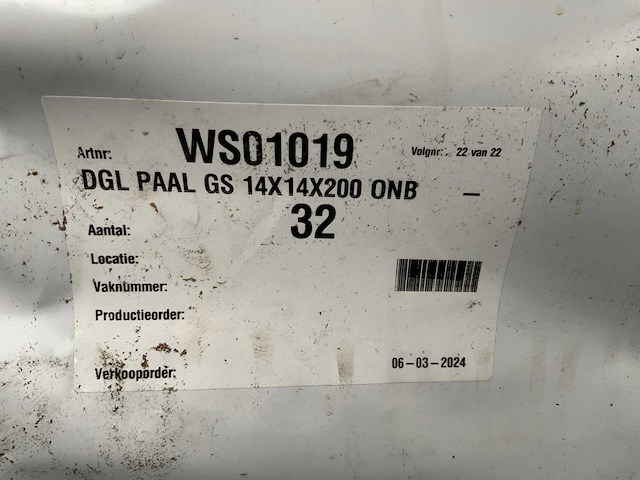 Artnr: WS01019 Volgnr: 22 van 22
DGL PAAL GS 14X14X200 ONB –
Aantal: 32
Locatie:
Vaknummer:
Productieorder:
Verkooporder: 06-03-2024